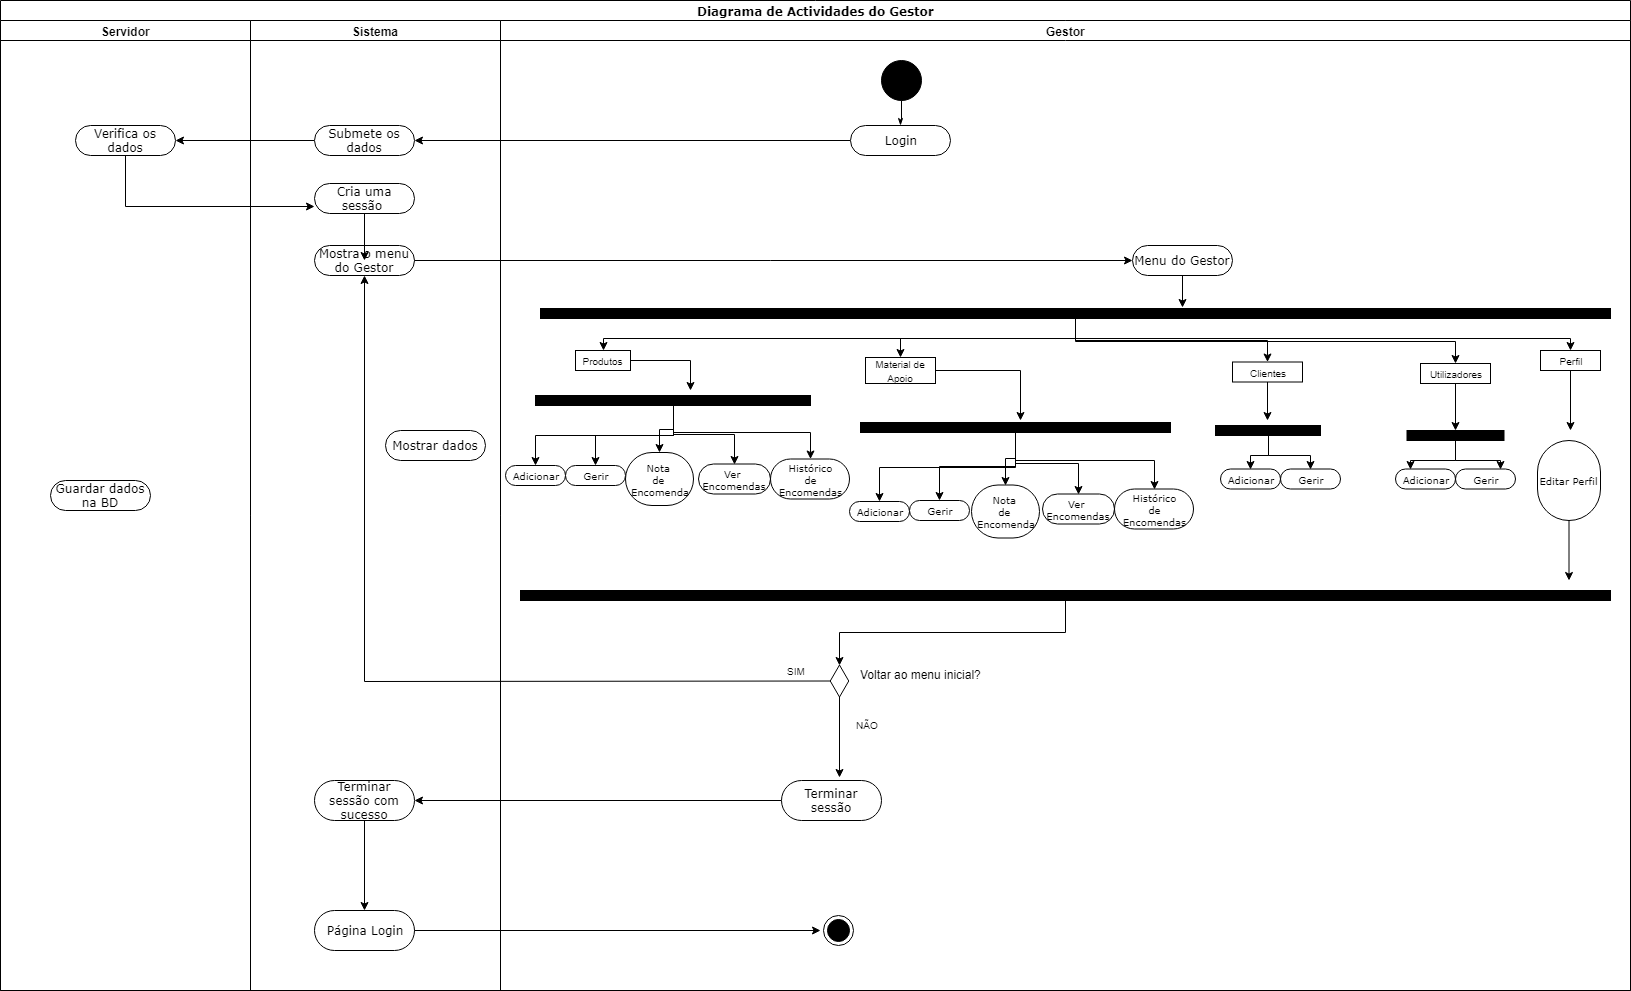 Diagrama de Actividades do Gestor
Servidor
Sistema
Gestor
Verifica os
dados
Submete os
dados
Login
Cria uma
sessão
Mostra o menu
do Gestor
Menu do Gestor
Produtos
Material de
Apoio
Clientes
Utilizadores
Perfil
Mostrar dados
Guardar dados
na BD
Adicionar
Gerir
Nota
de
Encomenda
Ver
Encomendas
Histórico
de
Encomendas
Adicionar
Gerir
Nota
de
Encomenda
Ver
Encomendas
Histórico
de
Encomendas
Adicionar
Gerir
Adicionar
Gerir
Editar Perfil
SIM
Voltar ao menu inicial?
NÃO
Terminar
sessão com
sucesso
Terminar
sessão
Página Login